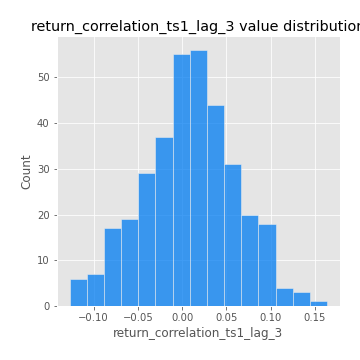 return_correlation_ts1_lag_3 value distribution
50
40
30
20
10
0
Count
−0.10 −0.05 0.00 0.05 0.10 0.15
return_correlation_ts1_lag_3